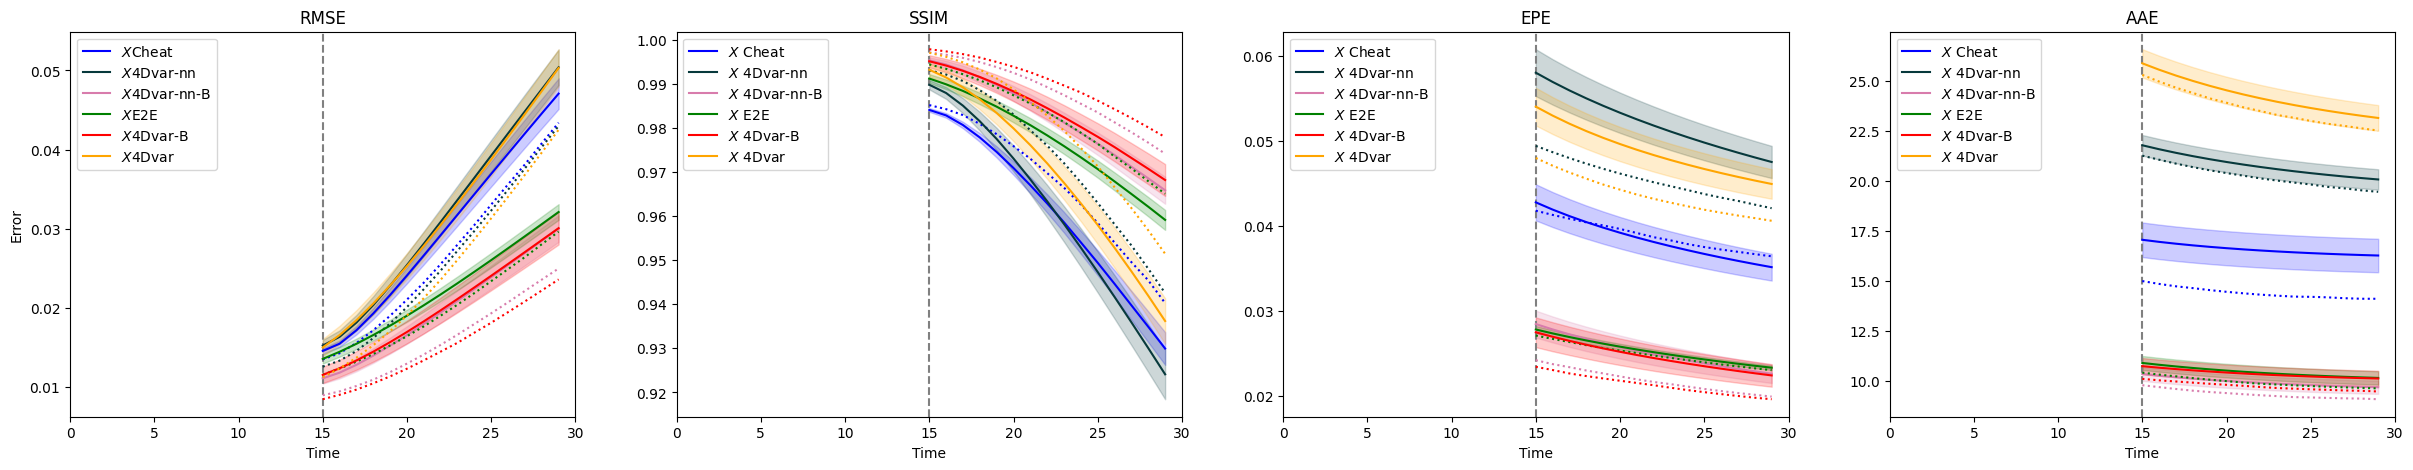 RMSE
Error
0.05
0.04
0.03
0.02
0.01
XCheat
X4Dvar-nn
X4Dvar-nn-B
XE2E
X4Dvar-B
X4Dvar
0 5 10 15 20 25 30
Time
SSIM
1.00
0.99
0.98
0.97
0.96
0.95
0.94
0.93
0.92
X Cheat
X 4Dvar-nn
X 4Dvar-nn-B
X E2E
X 4Dvar-B
X 4Dvar
0 5 10 15 20 25 30
Time
EPE
0.06
0.05
0.04
0.03
0.02
X Cheat
X 4Dvar-nn
X 4Dvar-nn-B
X E2E
X 4Dvar-B
X 4Dvar
0 5 10 15 20 25 30
Time
AAE
25.0
22.5
20.0
17.5
15.0
12.5
10.0
X Cheat
X 4Dvar-nn
X 4Dvar-nn-B
X E2E
X 4Dvar-B
X 4Dvar
0 5 10 15 20 25 30
Time